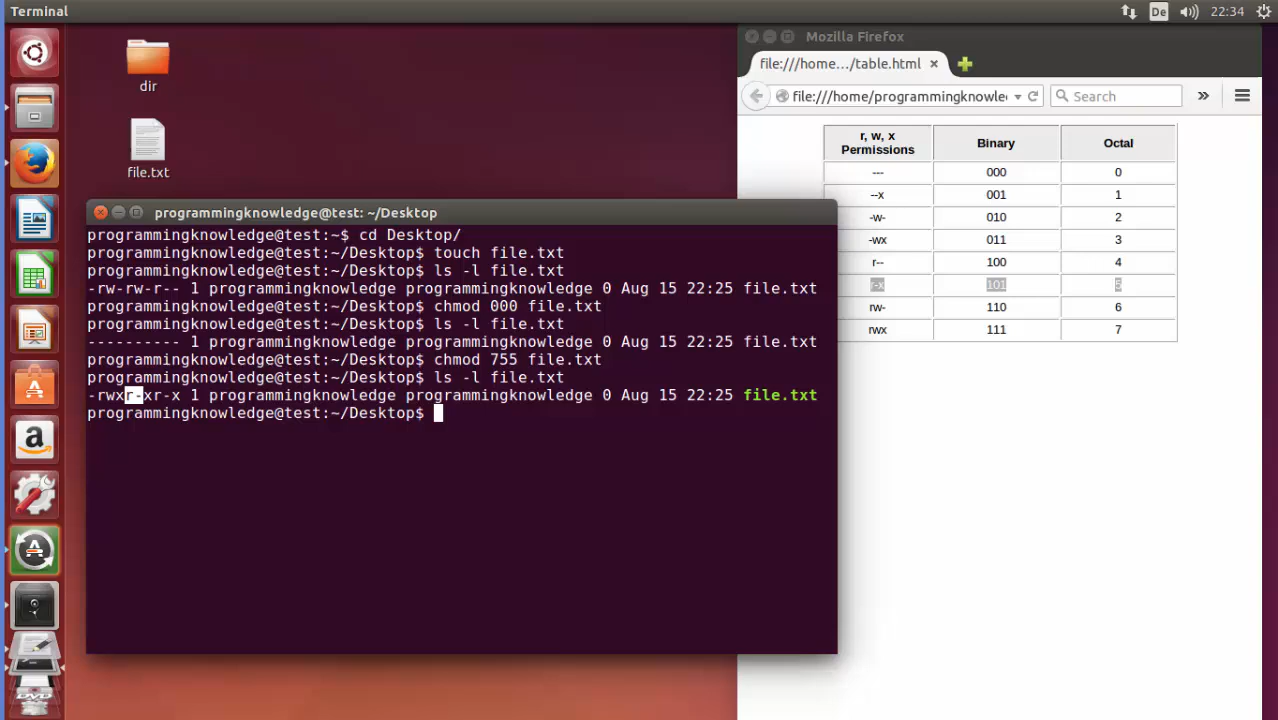 Terminal
De
22:34
dir
file.txt
Mozilla Firefox
file:///home.../table.html
file:///home/programmingknowle
Search
r, w, x Permissions Binary Octal
--- 000 0
--x 001 1
-w- 010 2
-wx 011 3
r-- 100 4
r-x 101 5
rw- 110 6
rwx 111 7
programmingknowledge@test: ~/Desktop
programmingknowledge@test:~$ cd Desktop/
programmingknowledge@test:~/Desktop$ touch file.txt
programmingknowledge@test:~/Desktop$ ls -l file.txt
-rw-rw-r-- 1 programmingknowledge programmingknowledge 0 Aug 15 22:25 file.txt
programmingknowledge@test:~/Desktop$ chmod 000 file.txt
programmingknowledge@test:~/Desktop$ ls -l file.txt
---------- 1 programmingknowledge programmingknowledge 0 Aug 15 22:25 file.txt
programmingknowledge@test:~/Desktop$ chmod 755 file.txt
programmingknowledge@test:~/Desktop$ ls -l file.txt
-rwxr-xr-x 1 programmingknowledge programmingknowledge 0 Aug 15 22:25 file.txt
programmingknowledge@test:~/Desktop$